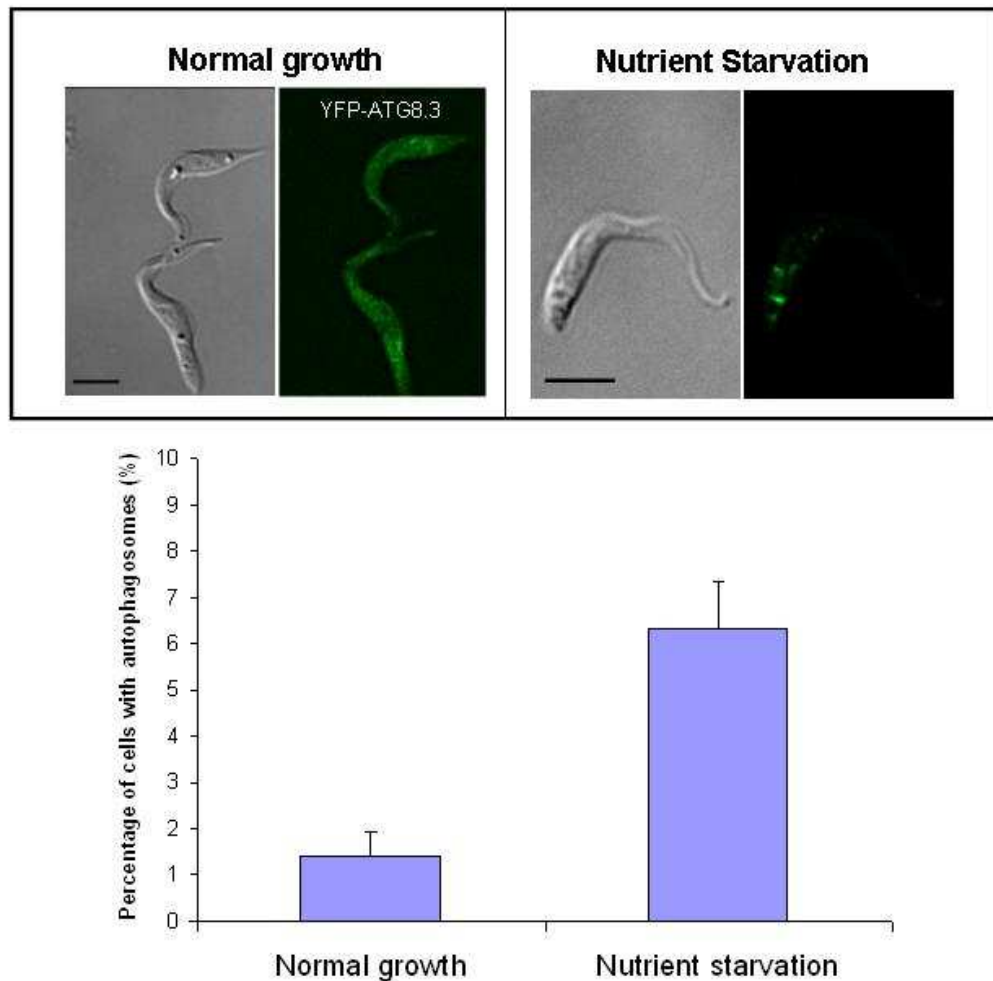 Normal growth
Nutrient Starvation
YFP-ATG8.3
Percentage of cells with autophagosomes (%)
10
9
8
7
6
5
4
3
2
1
0
Normal growth
Nutrient starvation